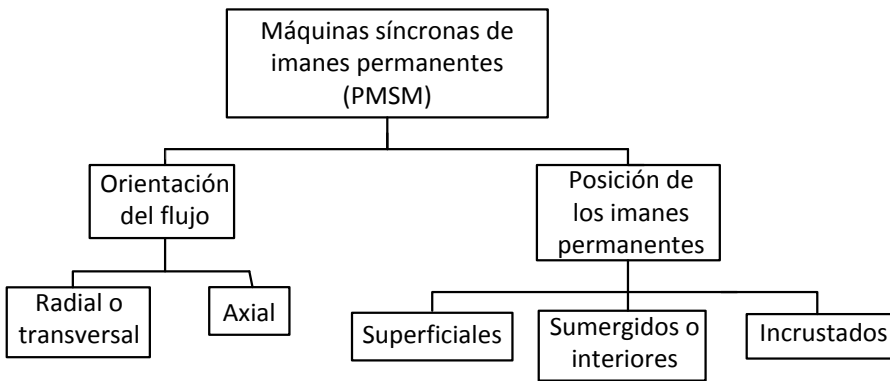 Máquinas síncronas de
imanes permanentes
(PMSM)
Orientación
del flujo
Posición de
los imanes
permanentes
Radial o
transversal
Axial
Superficiales
Sumergidos o
interiores
Incrustados